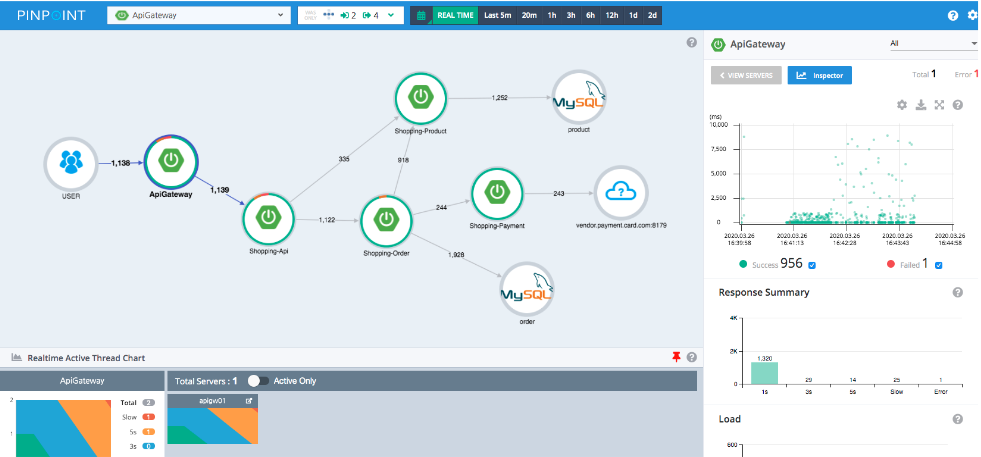 PINPOINT
ApiGateway
2
4
REAL TIME
Last 5m
20m
1h
3h
6h
12h
1d
2d
USER
1,138
ApiGateway
1,139
Shopping-Api
335
1,122
Shopping-Product
918
1,252
MySQL
product
Shopping-Order
244
Shopping-Payment
243
vendor.payment.card.com:8179
1,928
MySQL
order
ApiGateway
All
VIEW SERVERS
Inspector
Total 1
Error 1
(ms)
10,000
7,500
5,000
2,500
0
2020.03.26 2020.03.26 2020.03.26 2020.03.26 2020.03.26
16:39:58 16:41:13 16:42:28 16:43:43 16:44:58
Success 956
Failed 1
Response Summary
4K
2K
0
1,320
29
14
25
1
1s
3s
5s
Slow
Error
Load
600
Realtime Active Thread Chart
ApiGateway
Total Servers : 1
Active Only
2
1
Total 2
Slow 1
5s 1
3s 0
apigw01